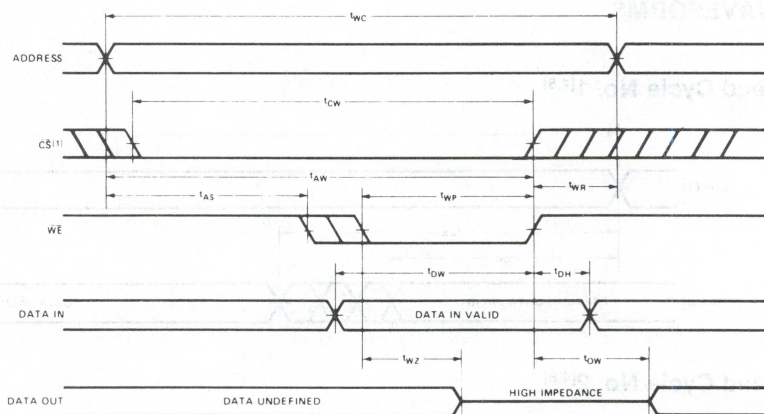 tWC
ADDRESS
tCW
CS[1]
tAW
tAS
tWP
tWR
WE
tDW
tDH
DATA IN
DATA IN VALID
tWZ
tOW
DATA OUT
DATA UNDEFINED
HIGH IMPEDANCE